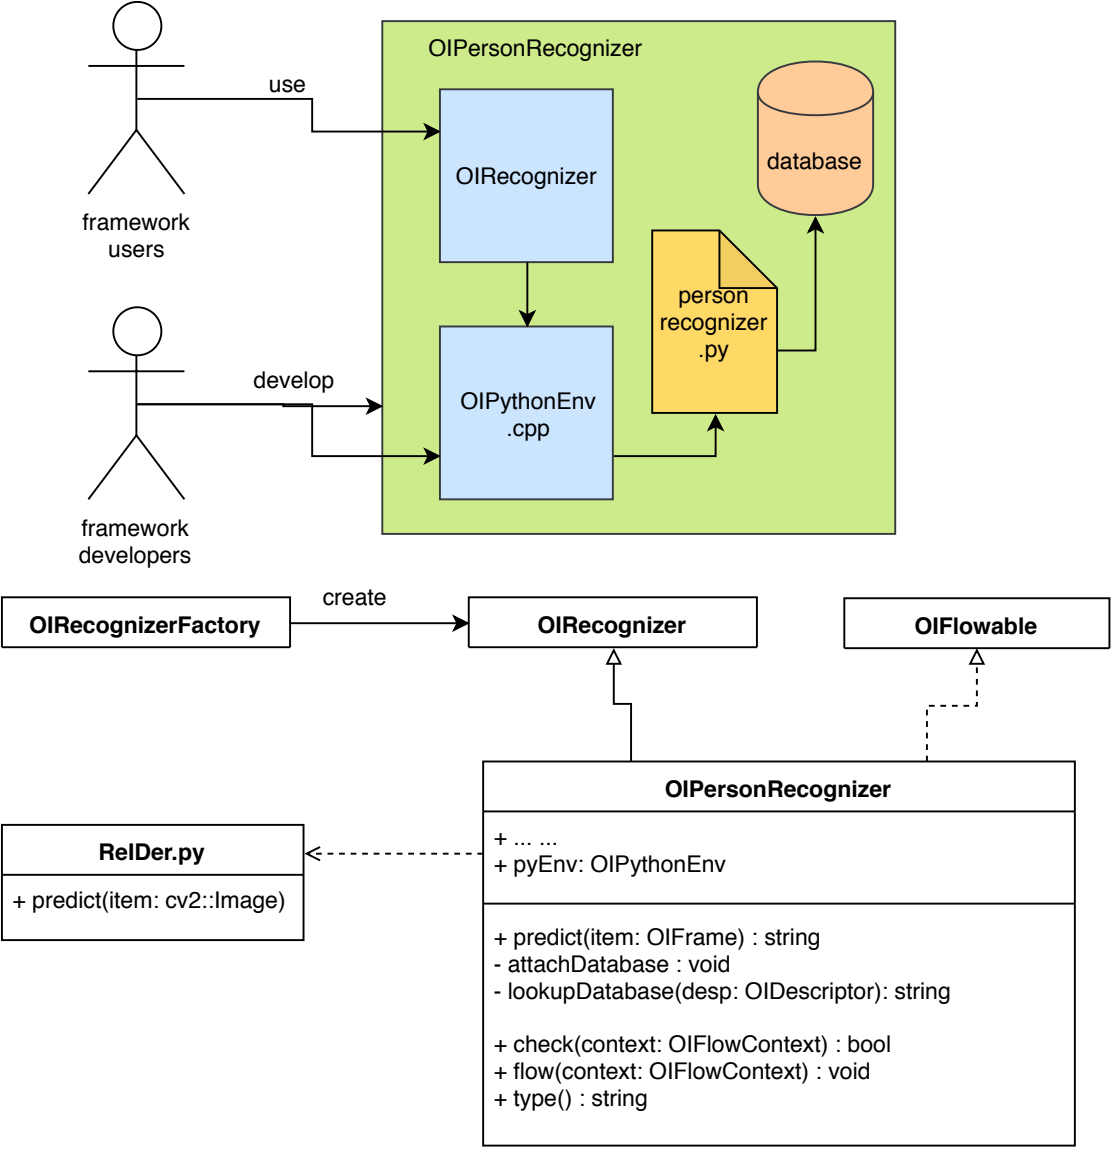 OIPersonRecognizer
use
database
OIRecognizer
framework
users
person
recognizer
.py
develop
OIPythonEnv
.cpp
framework
developers
create
OIRecognizerFactory
OIRecognizer
OIFlowable
OIPersonRecognizer
+ ... ...
+ pyEnv: OIPythonEnv
ReIDer.py
+ predict(item: cv2::Image)
+ predict(item: OIFrame) : string
- attachDatabase : void
- lookupDatabase(desp: OIDescriptor): string
+ check(context: OIFlowContext) : bool
+ flow(context: OIFlowContext) : void
+ type() : string